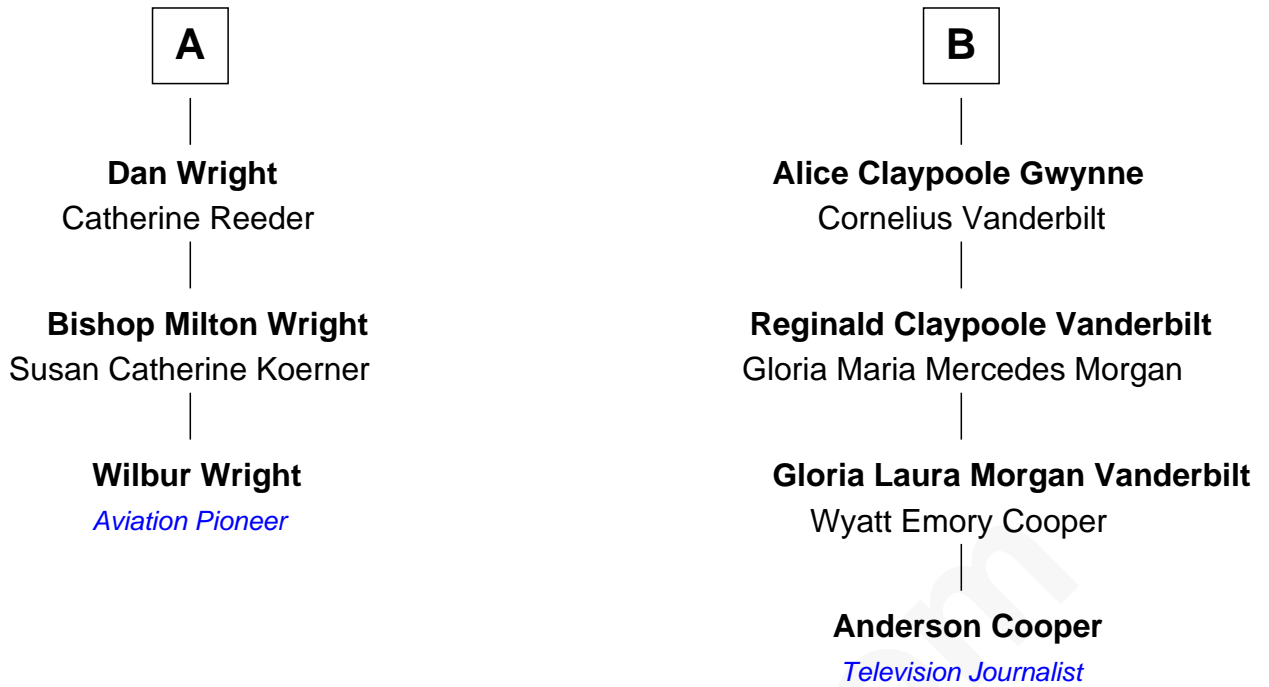 A
Dan Wright
Catherine Reeder
Bishop Milton Wright
Susan Catherine Koerner
Wilbur Wright
Aviation Pioneer
B
Alice Claypoole Gwynne
Cornelius Vanderbilt
Reginald Claypoole Vanderbilt
Gloria Maria Mercedes Morgan
Gloria Laura Morgan Vanderbilt
Wyatt Emory Cooper
Anderson Cooper
Television Journalist